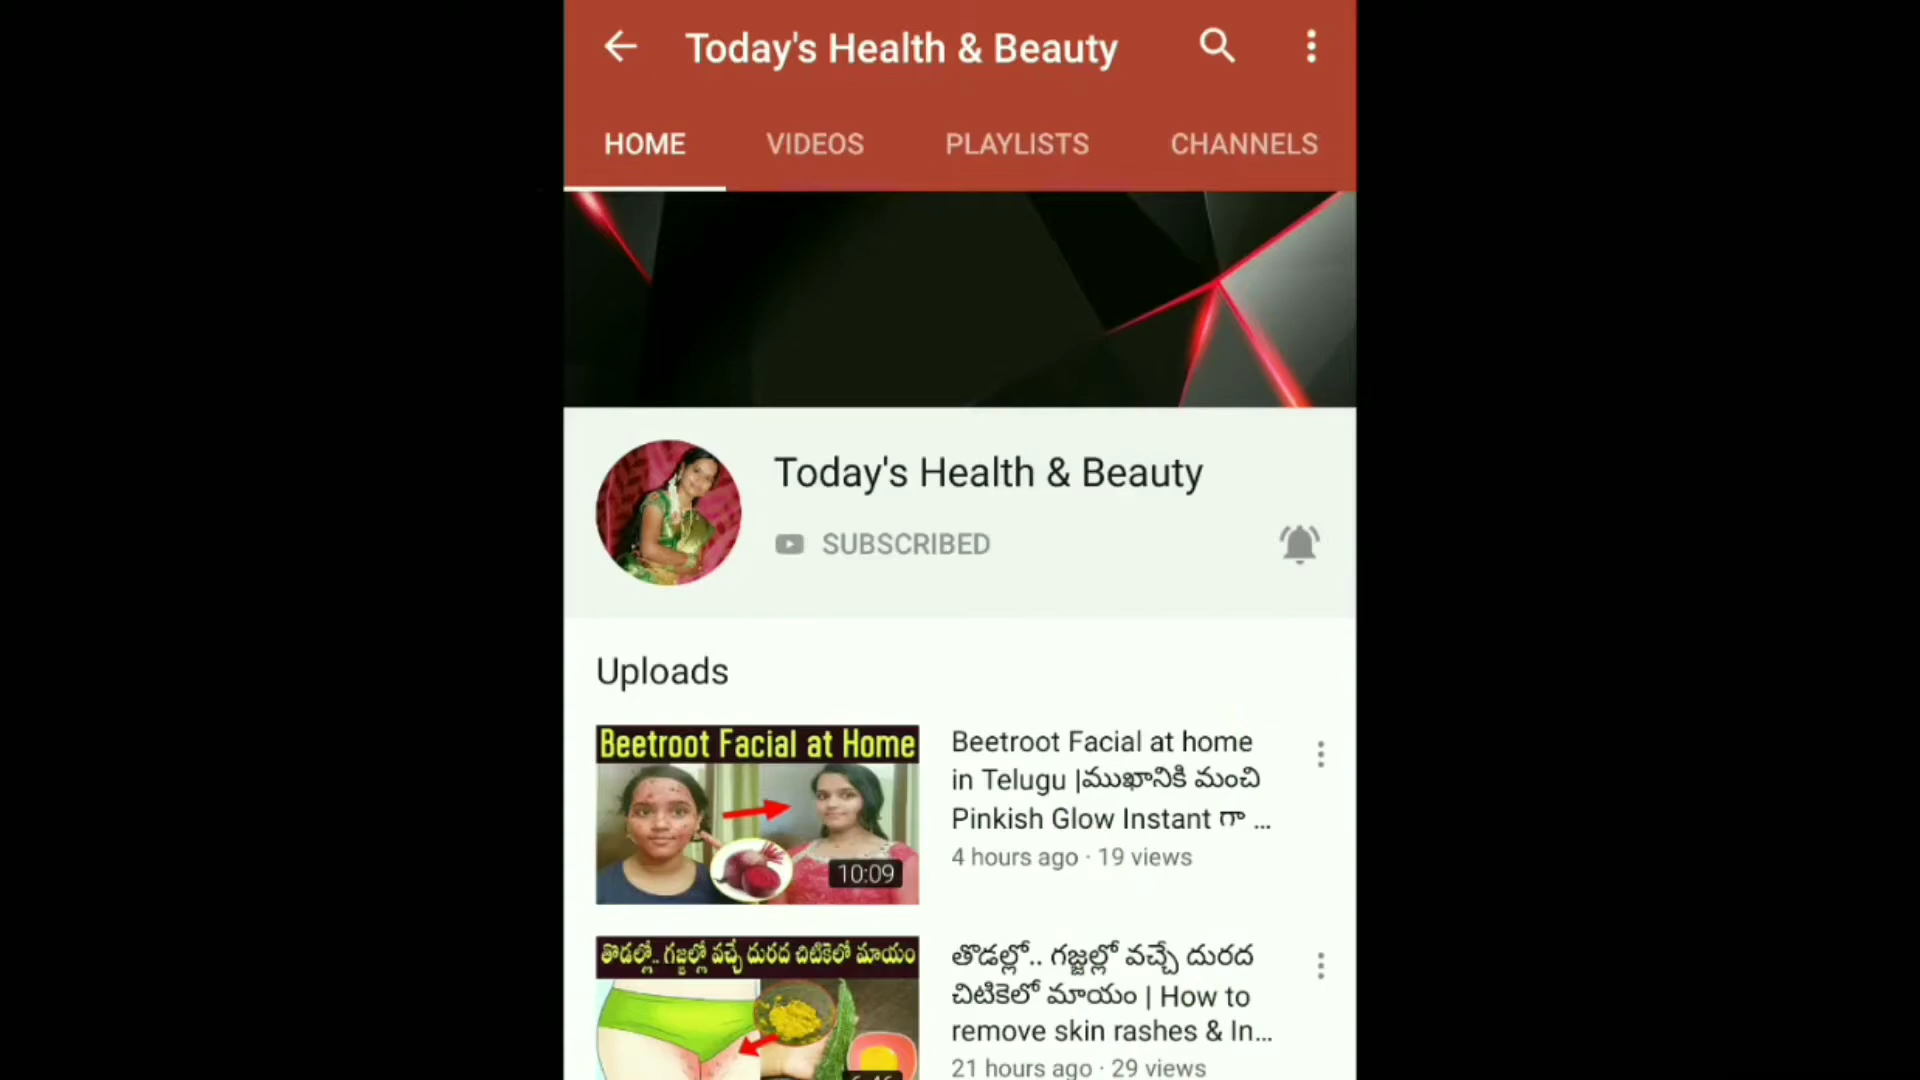 Today's Health & Beauty
HOME
VIDEOS
PLAYLISTS
CHANNELS
Today's Health & Beauty
SUBSCRIBED
Uploads
Beetroot Facial at Home
10:09
Beetroot Facial at home
in Telugu |ముఖానికి మంచి
Pinkish Glow Instant గా ...
4 hours ago · 19 views
తొడల్లో.. గజ్జల్లో వచ్చే దురద చిటికెలో మాయం
తొడల్లో.. గజ్జల్లో వచ్చే దురద
చిటికెలో మాయం | How to
remove skin rashes & In...
21 hours ago · 29 views